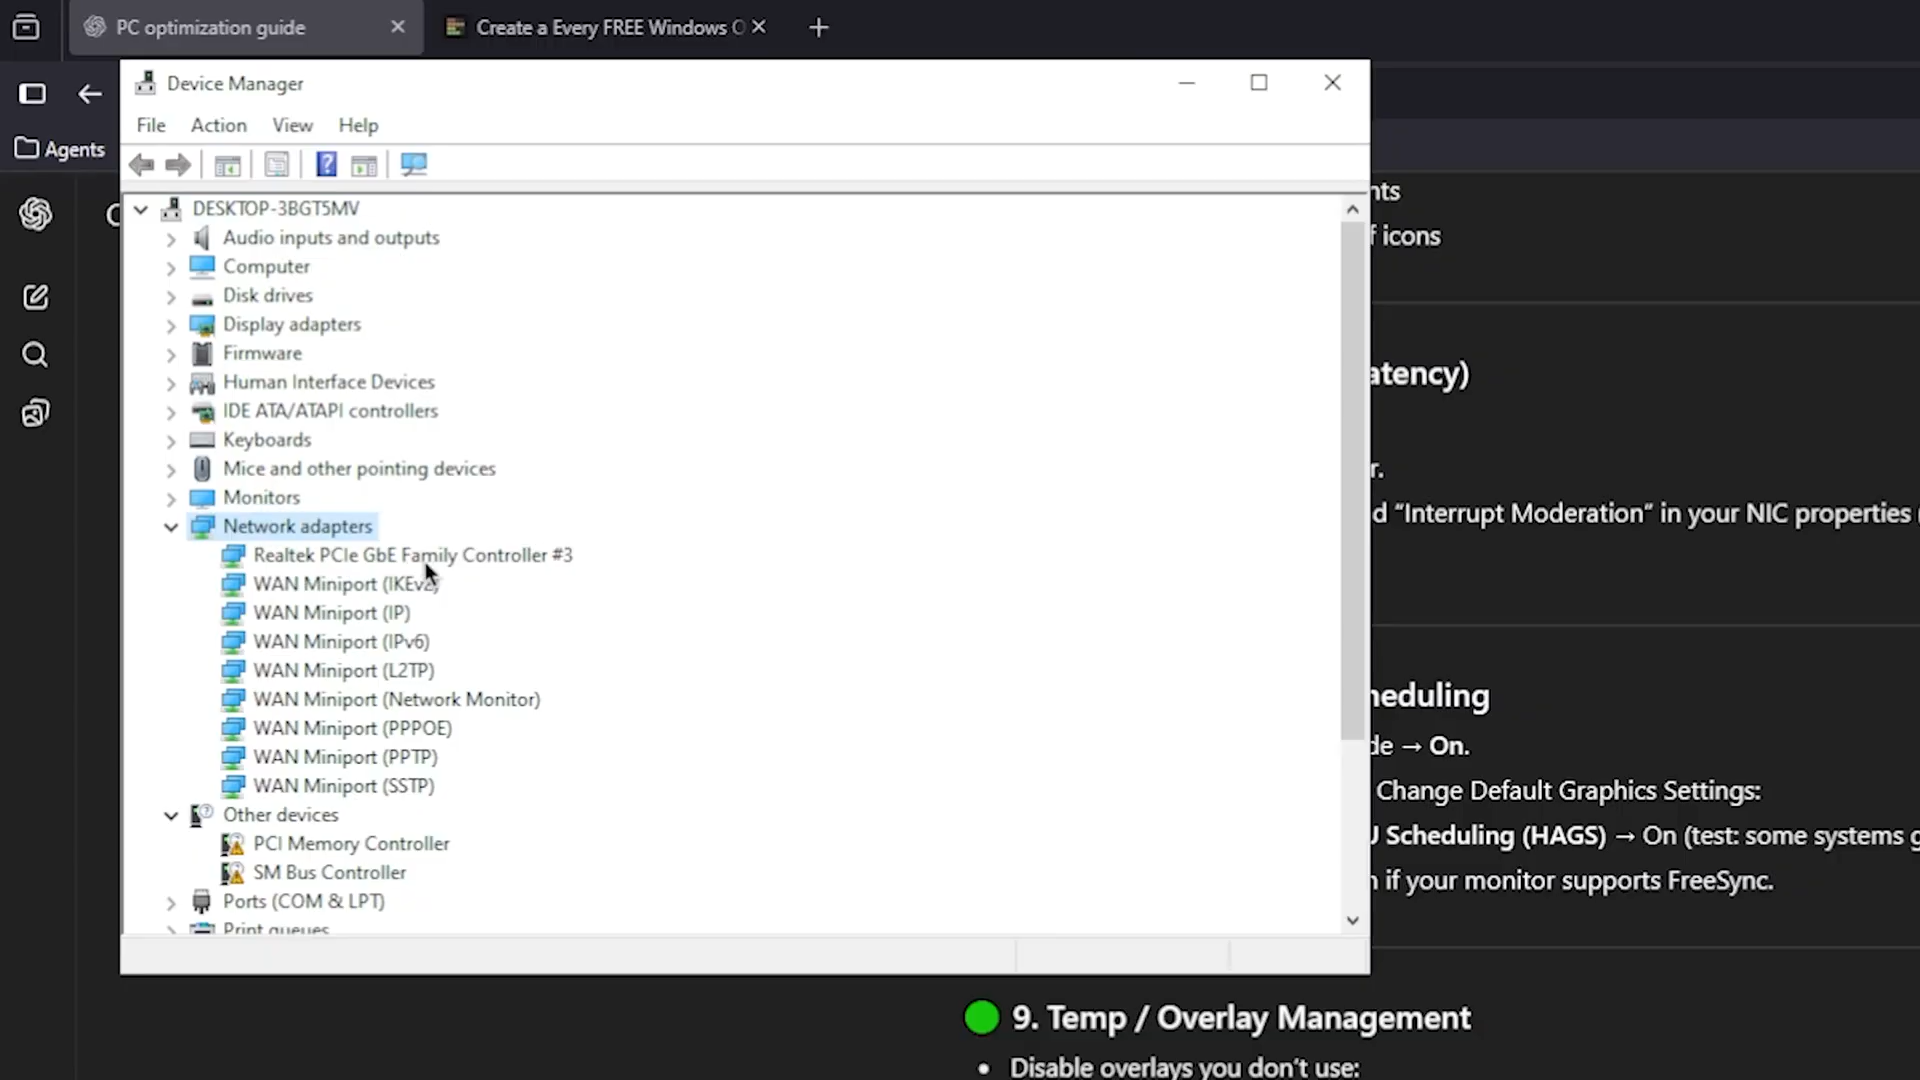 PC optimization guide
Create a Every FREE Windows
Agents
Device Manager
File Action View Help
DESKTOP-3BGT5MV
Audio inputs and outputs
Computer
Disk drives
Display adapters
Firmware
Human Interface Devices
IDE ATA/ATAPI controllers
Keyboards
Mice and other pointing devices
Monitors
Network adapters
Realtek PCIe GbE Family Controller #3
WAN Miniport (IKEv2)
WAN Miniport (IP)
WAN Miniport (IPv6)
WAN Miniport (L2TP)
WAN Miniport (Network Monitor)
WAN Miniport (PPPOE)
WAN Miniport (PPTP)
WAN Miniport (SSTP)
Other devices
PCI Memory Controller
SM Bus Controller
Ports (COM & LPT)
Print queues
nts
f icons
atency)
r.
d “Interrupt Moderation” in your NIC properties
heduling
de → On.
Change Default Graphics Settings:
U Scheduling (HAGS) → On (test: some systems g
n if your monitor supports FreeSync.
9. Temp / Overlay Management
• Disable overlays you don’t use: